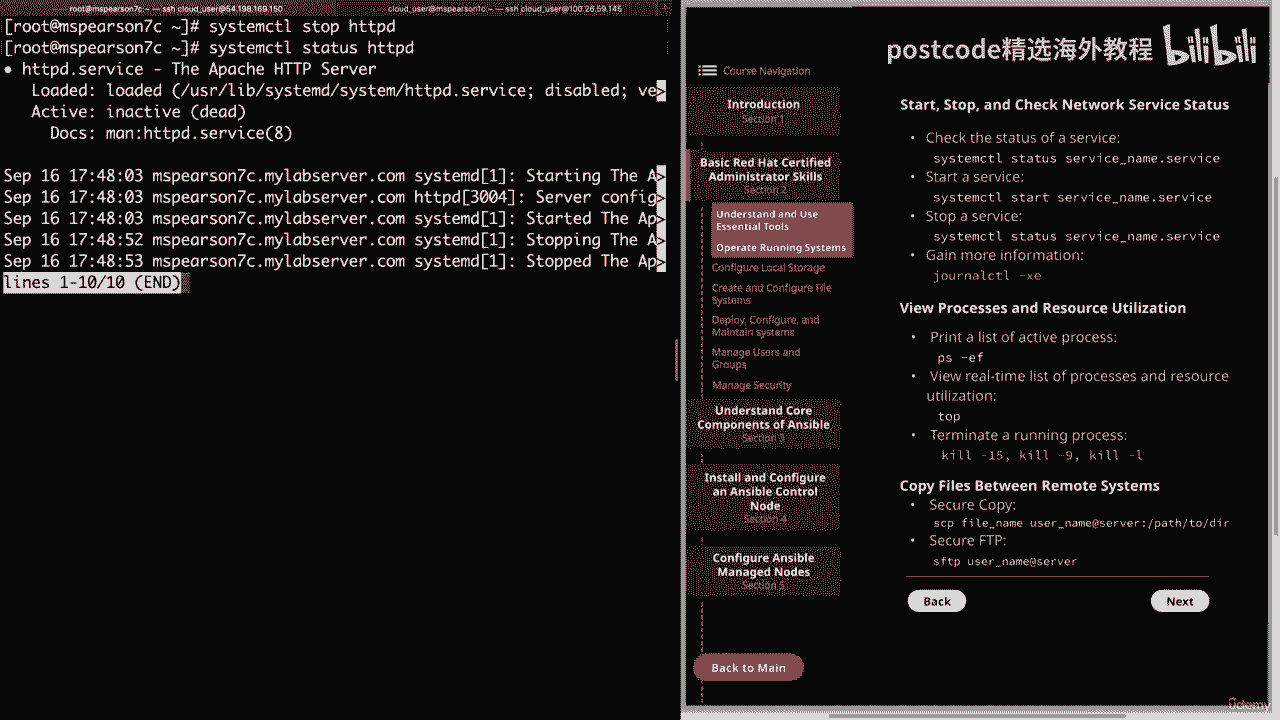 root@mspearson7c:~ — ssh cloud_user@54.198.169.150
cloud_user@mspearson1c:~ — ssh cloud_user@100.26.59.145
[root@mspearson7c ~]# systemctl stop httpd
[root@mspearson7c ~]# systemctl status httpd
● httpd.service - The Apache HTTP Server
Loaded: loaded (/usr/lib/systemd/system/httpd.service; disabled; ve>
Active: inactive (dead)
Docs: man:httpd.service(8)
Sep 16 17:48:03 mspearson7c.mylabserver.com systemd[1]: Starting The A>
Sep 16 17:48:03 mspearson7c.mylabserver.com httpd[3004]: Server config>
Sep 16 17:48:03 mspearson7c.mylabserver.com systemd[1]: Started The Ap>
Sep 16 17:48:52 mspearson7c.mylabserver.com systemd[1]: Stopping The A>
Sep 16 17:48:53 mspearson7c.mylabserver.com systemd[1]: Stopped The Ap>
lines 1-10/10 (END)
postcode精选海外教程 bilibili
Course Navigation
Introduction
Section 1
Basic Red Hat Certified
Administrator Skills
Section 2
Understand and Use
Essential Tools
Operate Running Systems
Configure Local Storage
Create and Configure File
Systems
Deploy, Configure, and
Maintain systems
Manage Users and
Groups
Manage Security
Understand Core
Components of Ansible
Section 3
Install and Configure
an Ansible Control
Node
Section 4
Configure Ansible
Managed Nodes
Section 5
Back to Main
Start, Stop, and Check Network Service Status
• Check the status of a service:
systemctl status service_name.service
• Start a service:
systemctl start service_name.service
• Stop a service:
systemctl status service_name.service
• Gain more information:
journalctl -xe
View Processes and Resource Utilization
• Print a list of active process:
ps -ef
• View real-time list of processes and resource
utilization:
top
• Terminate a running process:
kill -15, kill -9, kill -l
Copy Files Between Remote Systems
• Secure Copy:
scp file_name user_name@server:/path/to/dir
• Secure FTP:
sftp user_name@server
Back
Next
ûdemy